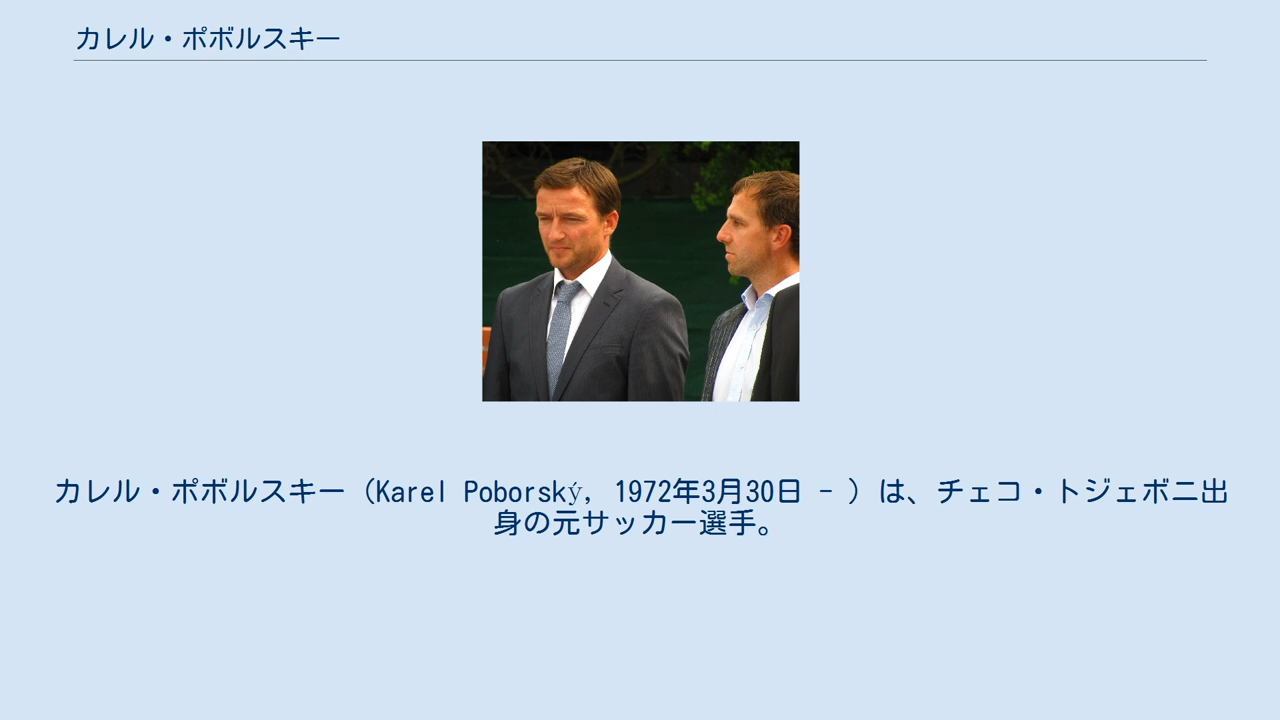 カレル・ポボルスキー
カレル・ポボルスキー（Karel Poborský, 1972年3月30日 - ）は、チェコ・トジェボニ出
身の元サッカー選手。